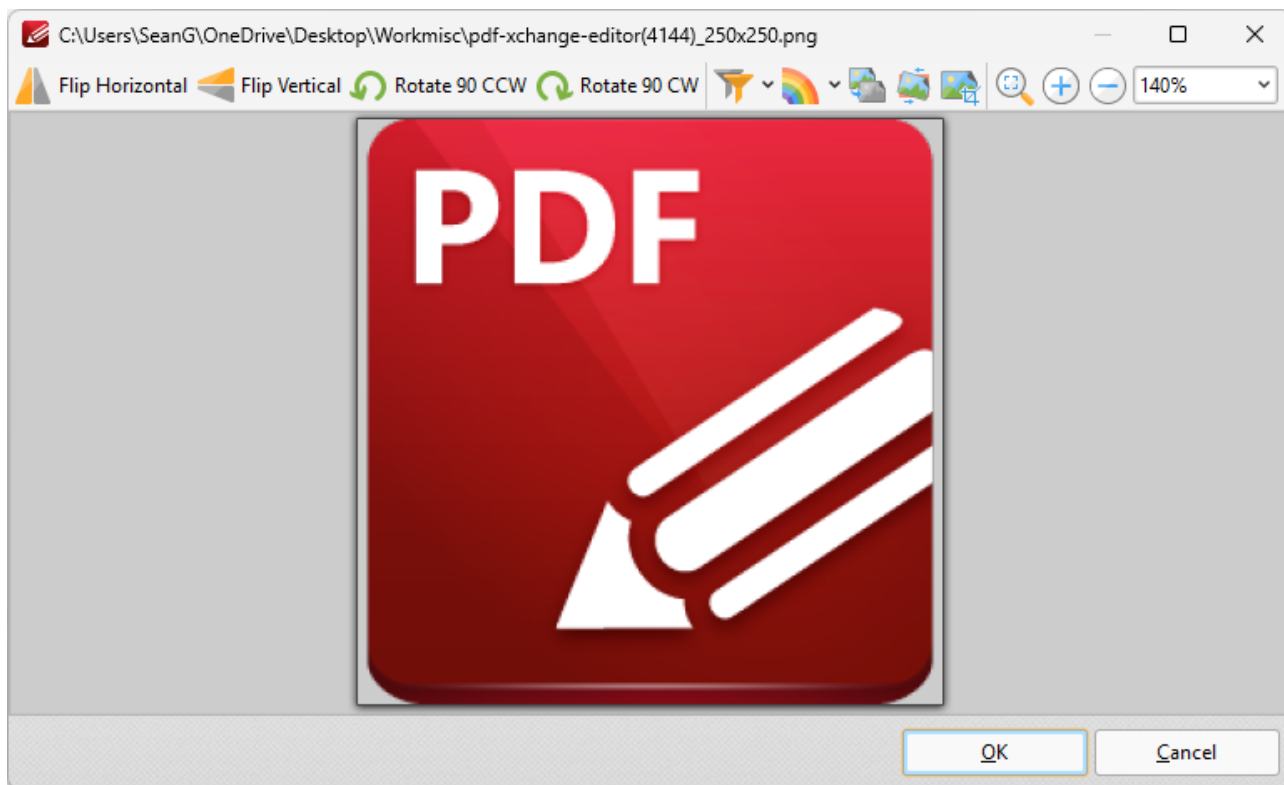 C:\Users\SeanG\OneDrive\Desktop\Workmisc\pdf-xchange-editor(4144)_250x250.png
Flip Horizontal Flip Vertical Rotate 90 CCW Rotate 90 CW 140%
PDF
OK Cancel